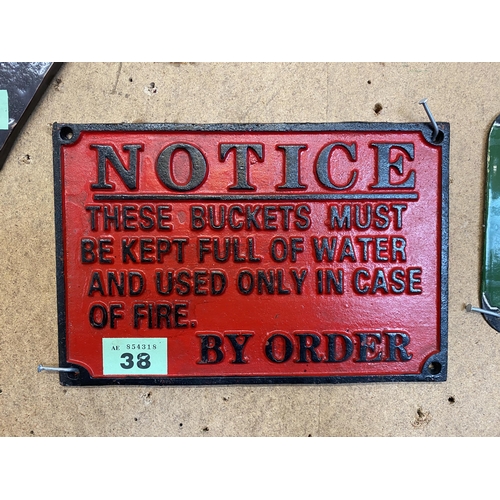 NOTICE
THESE BUCKETS MUST
BE KEPT FULL OF WATER
AND USED ONLY IN CASE
OF FIRE.
BY ORDER
AE 854318
38